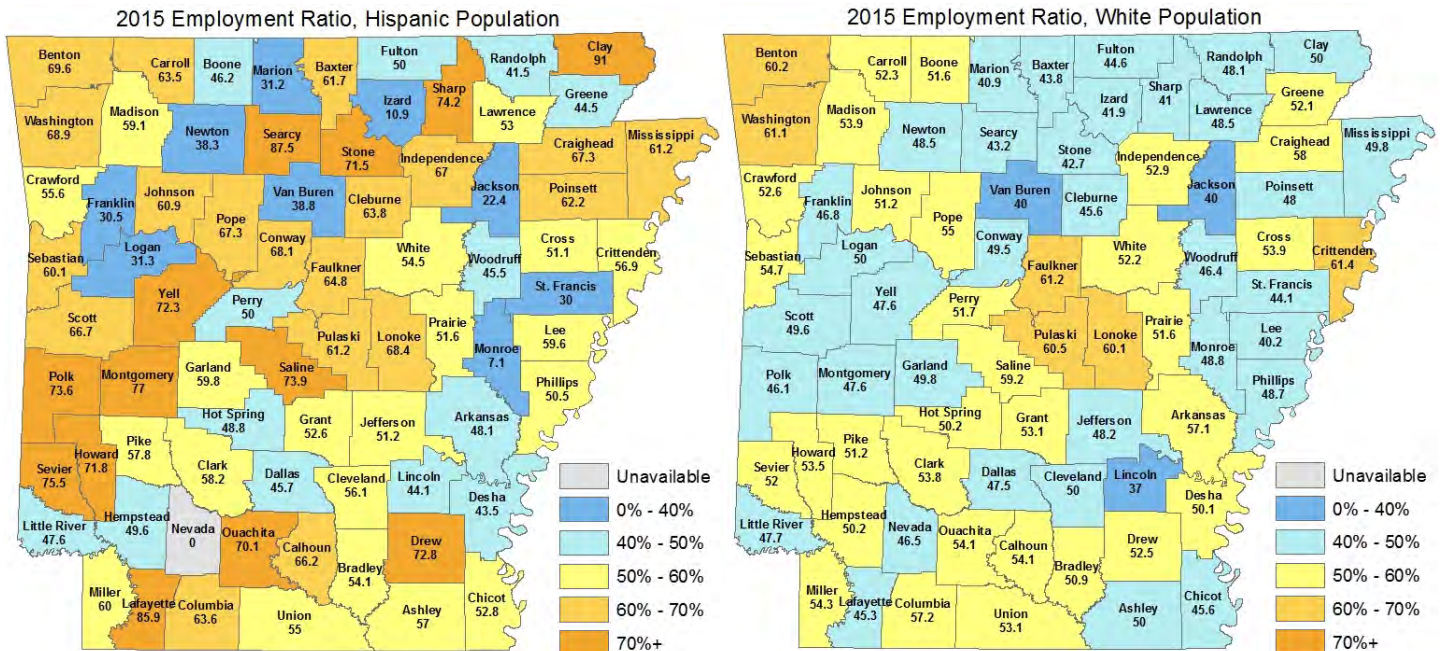 2015 Employment Ratio, Hispanic Population
Benton
69.6
Carroll
63.5
Boone
46.2
Marion
31.2
Baxter
61.7
Fulton
50
Randolph
41.5
Clay
91
Izard
10.9
Sharp
74.2
Greene
44.5
Washington
68.9
Madison
59.1
Newton
38.3
Searcy
87.5
Stone
71.5
Lawrence
53
Independence
67
Craighead
67.3
Mississippi
61.2
Crawford
55.6
Franklin
30.5
Johnson
60.9
Pope
67.3
Van Buren
38.8
Cleburne
63.8
Jackson
22.4
Poinsett
62.2
Logan
31.3
Conway
68.1
White
54.5
Woodruff
45.5
Cross
51.1
Crittenden
56.9
Sebastian
60.1
Faulkner
64.8
St. Francis
30
Yell
72.3
Perry
50
Scott
66.7
Pulaski
61.2
Lonoke
68.4
Prairie
51.6
Monroe
7.1
Lee
59.6
Polk
73.6
Montgomery
77
Garland
59.8
Saline
73.9
Phillips
50.5
Hot Spring
48.8
Grant
52.6
Jefferson
51.2
Arkansas
48.1
Pike
57.8
Howard
71.8
Sevier
75.5
Clark
58.2
Dallas
45.7
Cleveland
56.1
Lincoln
44.1
Desha
43.5
Little River
47.6
Hempstead
49.6
Nevada
0
Ouachita
70.1
Calhoun
66.2
Bradley
54.1
Drew
72.8
Miller
60
Lafayette
85.9
Columbia
63.6
Union
55
Ashley
57
Chicot
52.8
Unavailable
0% - 40%
40% - 50%
50% - 60%
60% - 70%
70%+
2015 Employment Ratio, White Population
Benton
60.2
Carroll
52.3
Boone
51.6
Marion
40.9
Baxter
43.8
Fulton
44.6
Randolph
48.1
Clay
50
Izard
41.9
Sharp
41
Greene
52.1
Washington
61.1
Madison
53.9
Newton
48.5
Searcy
43.2
Stone
42.7
Lawrence
48.5
Independence
52.9
Craighead
58
Mississippi
49.8
Crawford
52.6
Franklin
46.8
Johnson
51.2
Pope
55
Van Buren
40
Cleburne
45.6
Jackson
40
Poinsett
48
Logan
50
Conway
49.5
White
52.2
Woodruff
46.4
Cross
53.9
Crittenden
61.4
Sebastian
54.7
Faulkner
61.2
St. Francis
44.1
Yell
47.6
Perry
51.7
Scott
49.6
Pulaski
60.5
Lonoke
60.1
Prairie
51.6
Monroe
48.8
Lee
40.2
Polk
46.1
Montgomery
47.6
Garland
49.8
Saline
59.2
Phillips
48.7
Hot Spring
50.2
Grant
53.1
Jefferson
48.2
Arkansas
57.1
Pike
51.2
Howard
53.5
Sevier
52
Clark
53.8
Dallas
47.5
Cleveland
50
Lincoln
37
Desha
50.1
Little River
47.7
Hempstead
50.2
Nevada
46.5
Ouachita
54.1
Calhoun
54.1
Bradley
50.9
Drew
52.5
Miller
54.3
Lafayette
45.3
Columbia
57.2
Union
53.1
Ashley
50
Chicot
45.6
Unavailable
0% - 40%
40% - 50%
50% - 60%
60% - 70%
70%+